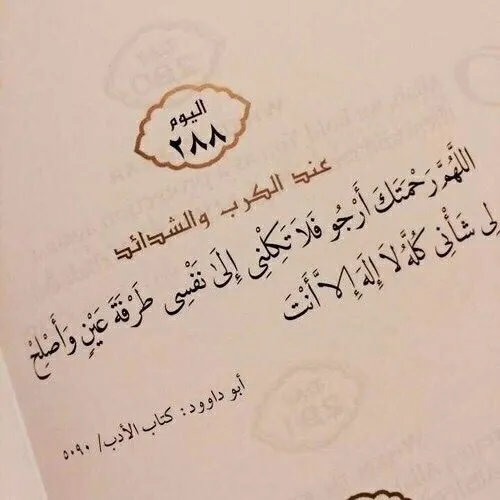 اليوم
٢٨٨
عند الكرب والشدائد
اللَّهُمَّ رَحْمَتَكَ أَرْجُو فَلَا تَكِلْنِي إِلَىٰ نَفْسِي طَرْفَةَ عَيْنٍ وَأَصْلِحْ
لِي شَأْنِي كُلَّهُ لَا إِلَهَ إِلَّا أَنْتَ
أبو داوود: كتاب الأدب/ ٥٠٩٠